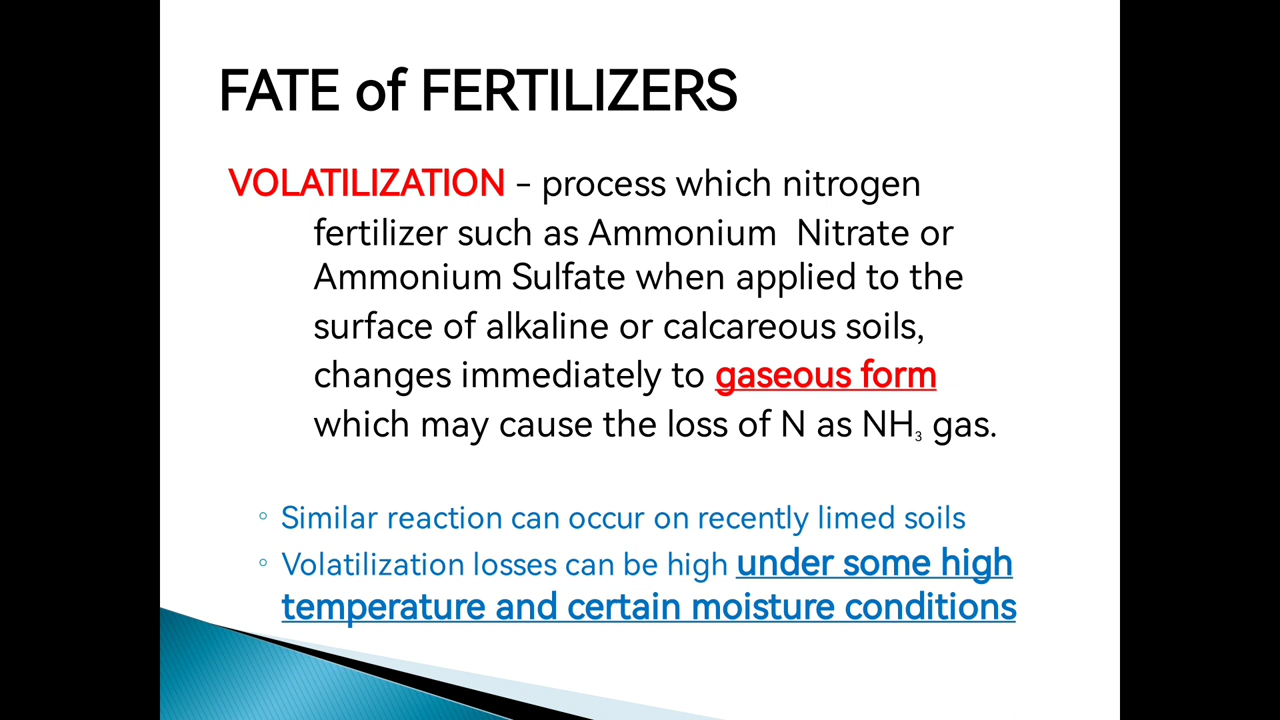 FATE of FERTILIZERS
VOLATILIZATION - process which nitrogen
fertilizer such as Ammonium Nitrate or
Ammonium Sulfate when applied to the
surface of alkaline or calcareous soils,
changes immediately to gaseous form
which may cause the loss of N as NH₃ gas.
◦ Similar reaction can occur on recently limed soils
◦ Volatilization losses can be high under some high
temperature and certain moisture conditions